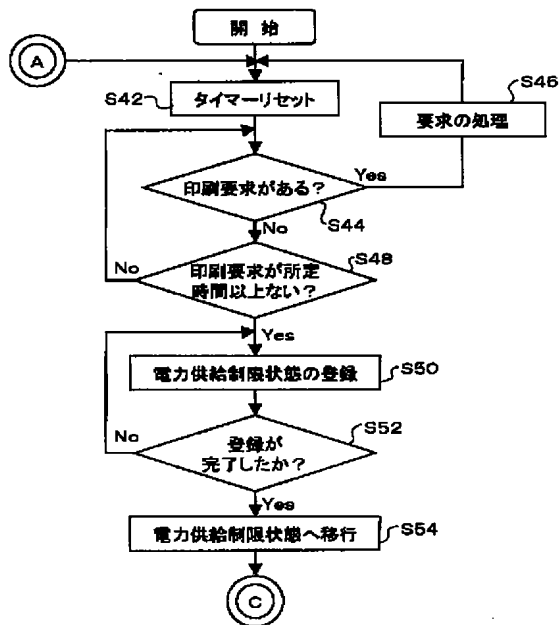 開始
A
S42
タイマーリセット
S46
要求の処理
印刷要求がある?
Yes
S44
No
印刷要求が所定
時間以上ない?
S48
No
Yes
電力供給制限状態の登録
S50
登録が
完了したか?
S52
No
Yes
電力供給制限状態へ移行
S54
C